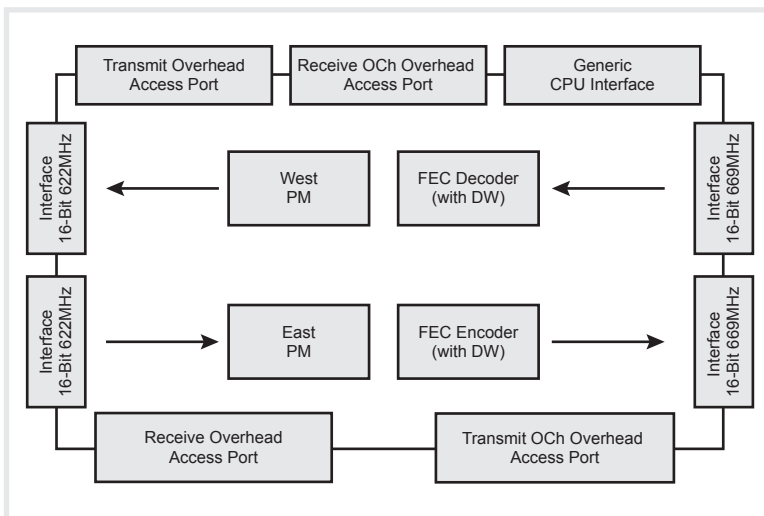 Transmit Overhead
Access Port
Receive OCh Overhead
Access Port
Generic
CPU Interface
Interface
16-Bit 622MHz
West
PM
FEC Decoder
(with DW)
Interface
16-Bit 669MHz
Interface
16-Bit 622MHz
East
PM
FEC Encoder
(with DW)
Interface
16-Bit 669MHz
Receive Overhead
Access Port
Transmit OCh Overhead
Access Port